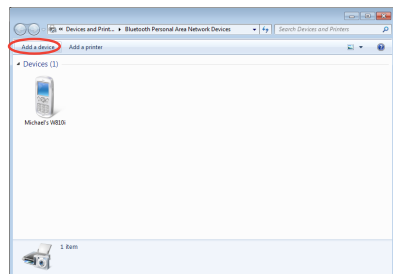 « Devices and Print... ▸ Bluetooth Personal Area Network Devices
Search Devices and Printers
Add a device
Add a printer
Devices (1)
Michael's W810i
1 item